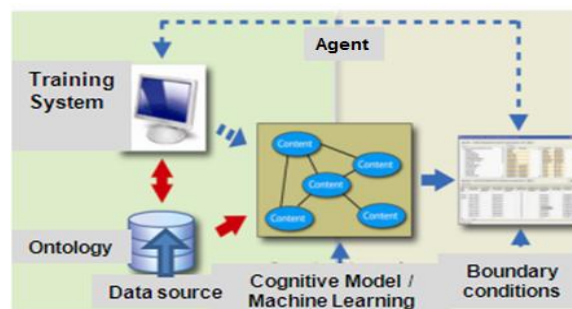 Agent
Training
System
Content
Content
Content
Content
Content
Ontology
Data source
Cognitive Model /
Machine Learning
Boundary
conditions